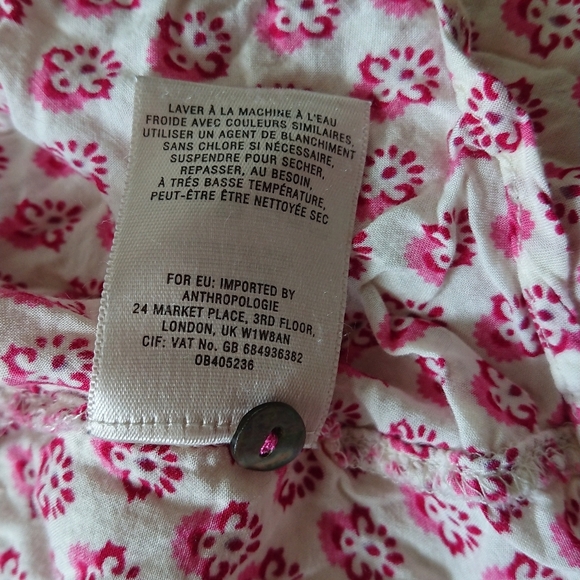 LAVER À LA MACHINE À L'EAU
FROIDE AVEC COULEURS SIMILAIRES,
UTILISER UN AGENT DE BLANCHIMENT
SANS CHLORE SI NÉCESSAIRE,
SUSPENDRE POUR SECHER,
REPASSER, AU BESOIN,
À TRÉS BASSE TEMPÉRATURE,
PEUT-ÊTRE ÊTRE NETTOYÉE SEC
FOR EU: IMPORTED BY
ANTHROPOLOGIE
24 MARKET PLACE, 3RD FLOOR,
LONDON, UK W1W8AN
CIF: VAT No. GB 684936382
OB405236